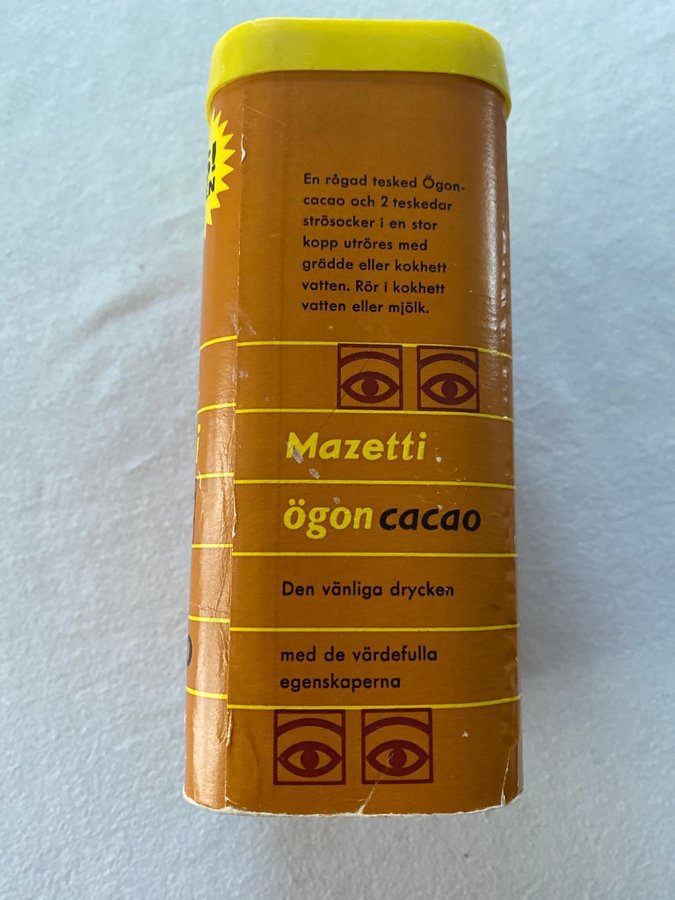 En rågad tesked Ögon-
cacao och 2 teskedar
strösocker i en stor
kopp utröres med
grädde eller kokhett
vatten. Rör i kokhett
vatten eller mjölk.
Mazetti
ögon cacao
Den vänliga drycken
med de värdefulla
egenskaperna